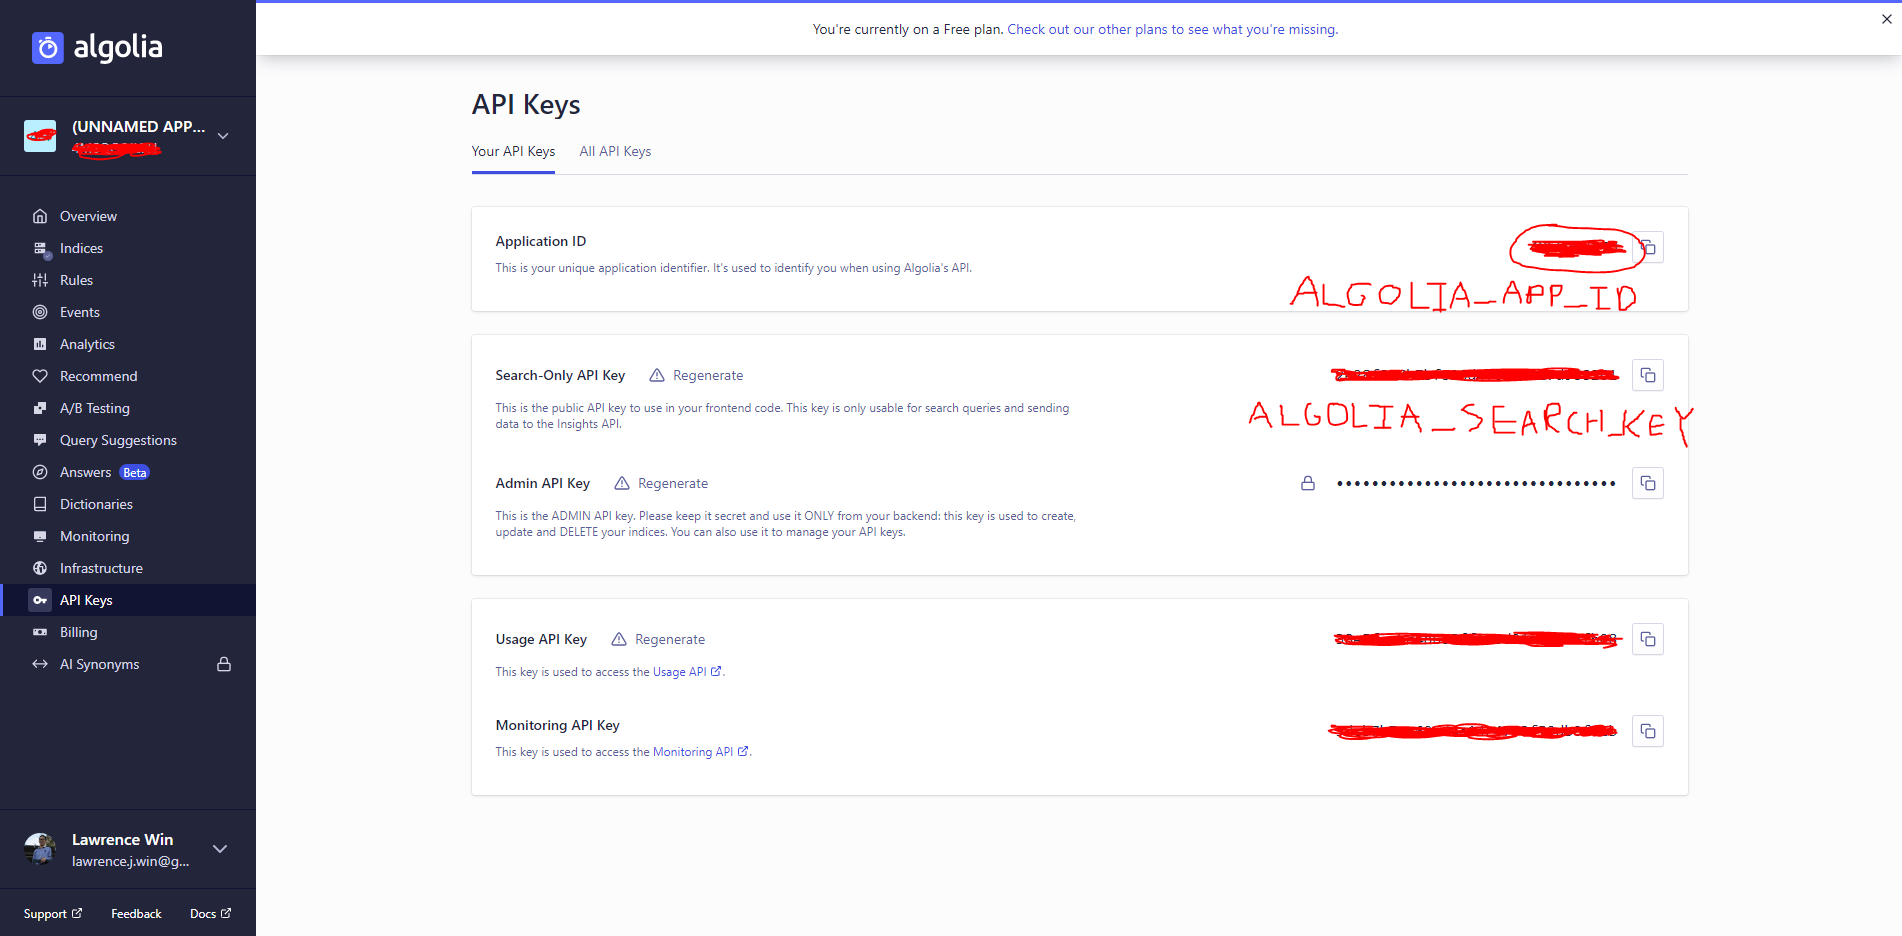 algolia
You're currently on a Free plan. Check out our other plans to see what you're missing.
(UNNAMED APP...
Overview
Indices
Rules
Events
Analytics
Recommend
A/B Testing
Query Suggestions
Answers Beta
Dictionaries
Monitoring
Infrastructure
API Keys
Billing
AI Synonyms
Lawrence Win
lawrence.j.win@g...
Support
Feedback
Docs
API Keys
Your API Keys
All API Keys
Application ID
This is your unique application identifier. It's used to identify you when using Algolia's API.
ALGOLIA_APP_ID
Search-Only API Key
Regenerate
This is the public API key to use in your frontend code. This key is only usable for search queries and sending
data to the Insights API.
ALGOLIA_SEARCH_KEY
Admin API Key
Regenerate
This is the ADMIN API key. Please keep it secret and use it ONLY from your backend: this key is used to create,
update and DELETE your indices. You can also use it to manage your API keys.
Usage API Key
Regenerate
This key is used to access the Usage API.
Monitoring API Key
This key is used to access the Monitoring API.